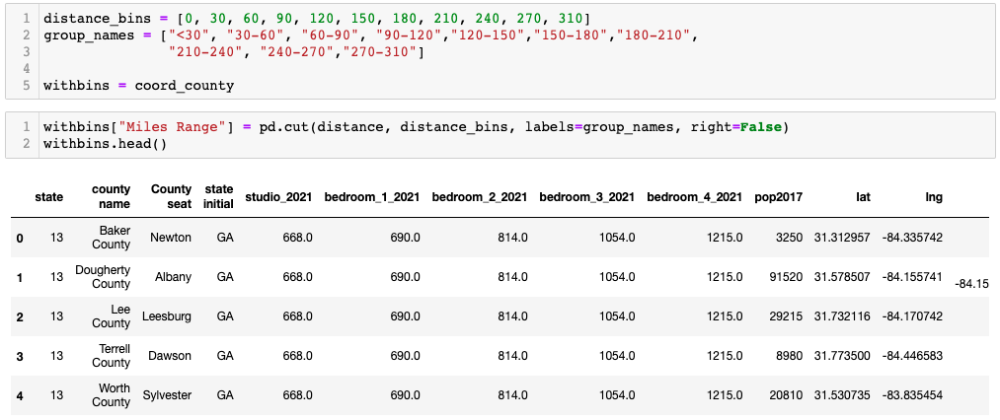 1 distance_bins = [0, 30, 60, 90, 120, 150, 180, 210, 240, 270, 310]
2 group_names = ["<30", "30-60", "60-90", "90-120","120-150","150-180","180-210",
3 "210-240", "240-270","270-310"]
4
5 withbins = coord_county
1 withbins["Miles Range"] = pd.cut(distance, distance_bins, labels=group_names, right=False)
2 withbins.head()
state county name County seat state initial studio_2021 bedroom_1_2021 bedroom_2_2021 bedroom_3_2021 bedroom_4_2021 pop2017 lat lng
0 13 Baker County Newton GA 668.0 690.0 814.0 1054.0 1215.0 3250 31.312957 -84.335742
1 13 Dougherty County Albany GA 668.0 690.0 814.0 1054.0 1215.0 91520 31.578507 -84.155741 -84.15
2 13 Lee County Leesburg GA 668.0 690.0 814.0 1054.0 1215.0 29215 31.732116 -84.170742
3 13 Terrell County Dawson GA 668.0 690.0 814.0 1054.0 1215.0 8980 31.773500 -84.446583
4 13 Worth County Sylvester GA 668.0 690.0 814.0 1054.0 1215.0 20810 31.530735 -83.835454